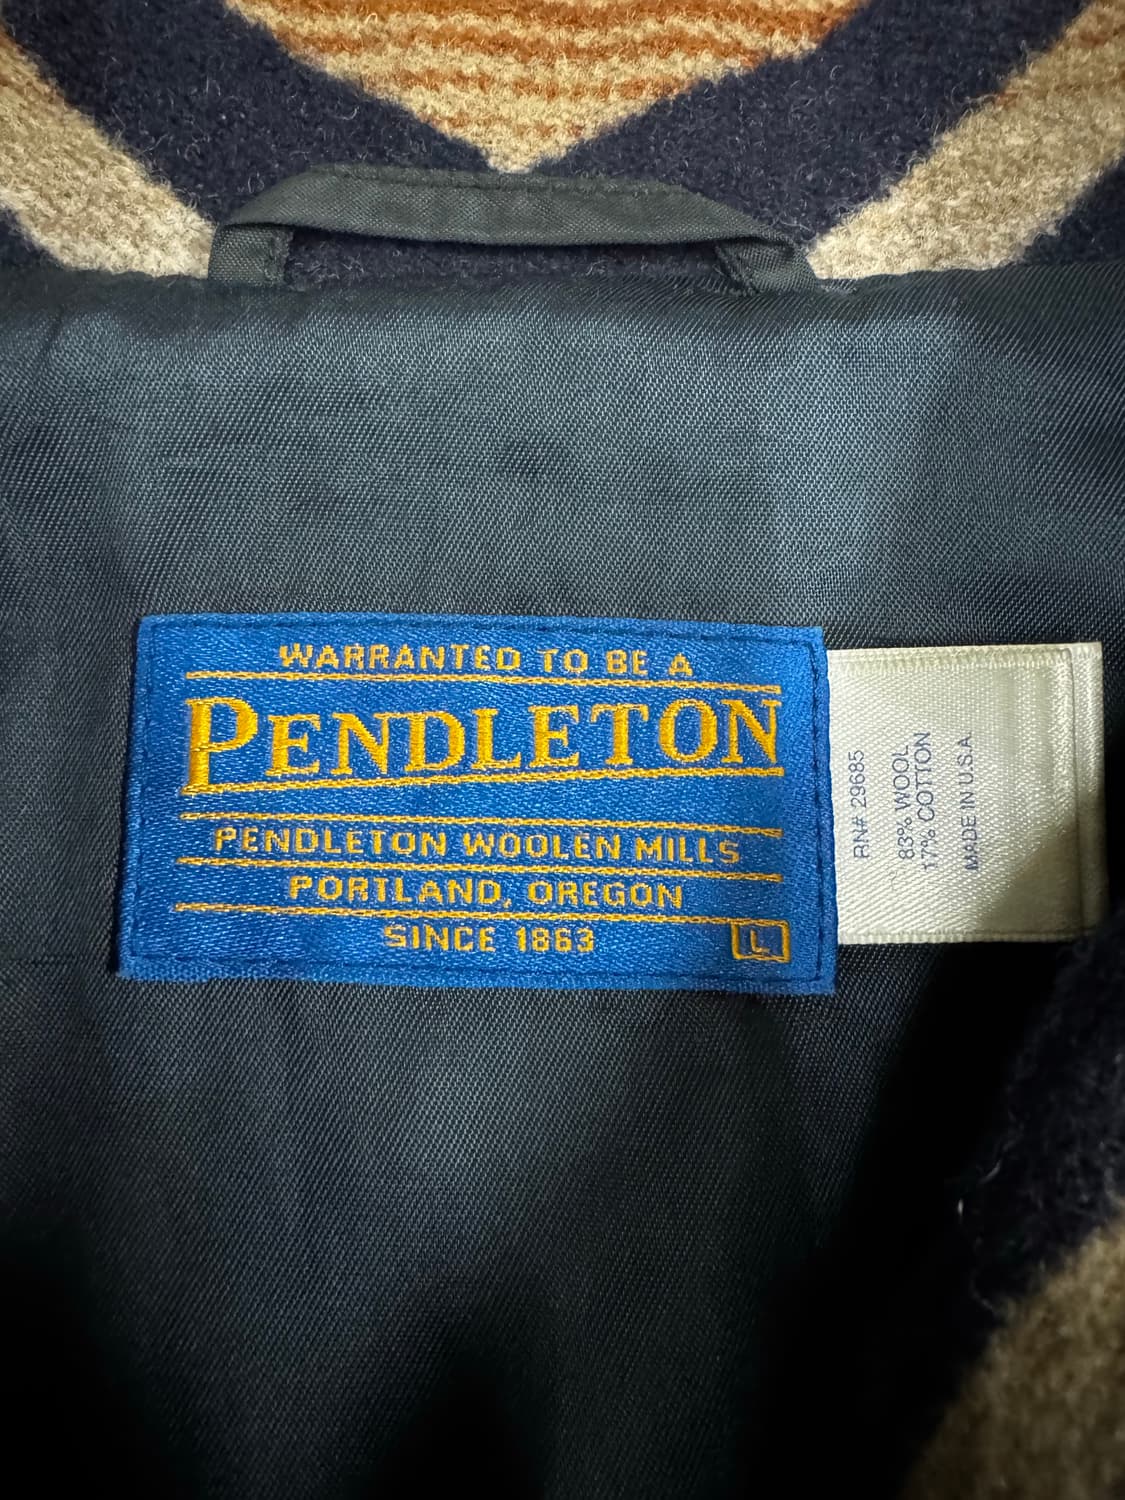 WARRANTED TO BE A
PENDLETON
PENDLETON WOOLEN MILLS
PORTLAND, OREGON
SINCE 1863
L
RN# 29685
83% WOOL
17% COTTON
MADE IN U.S.A.